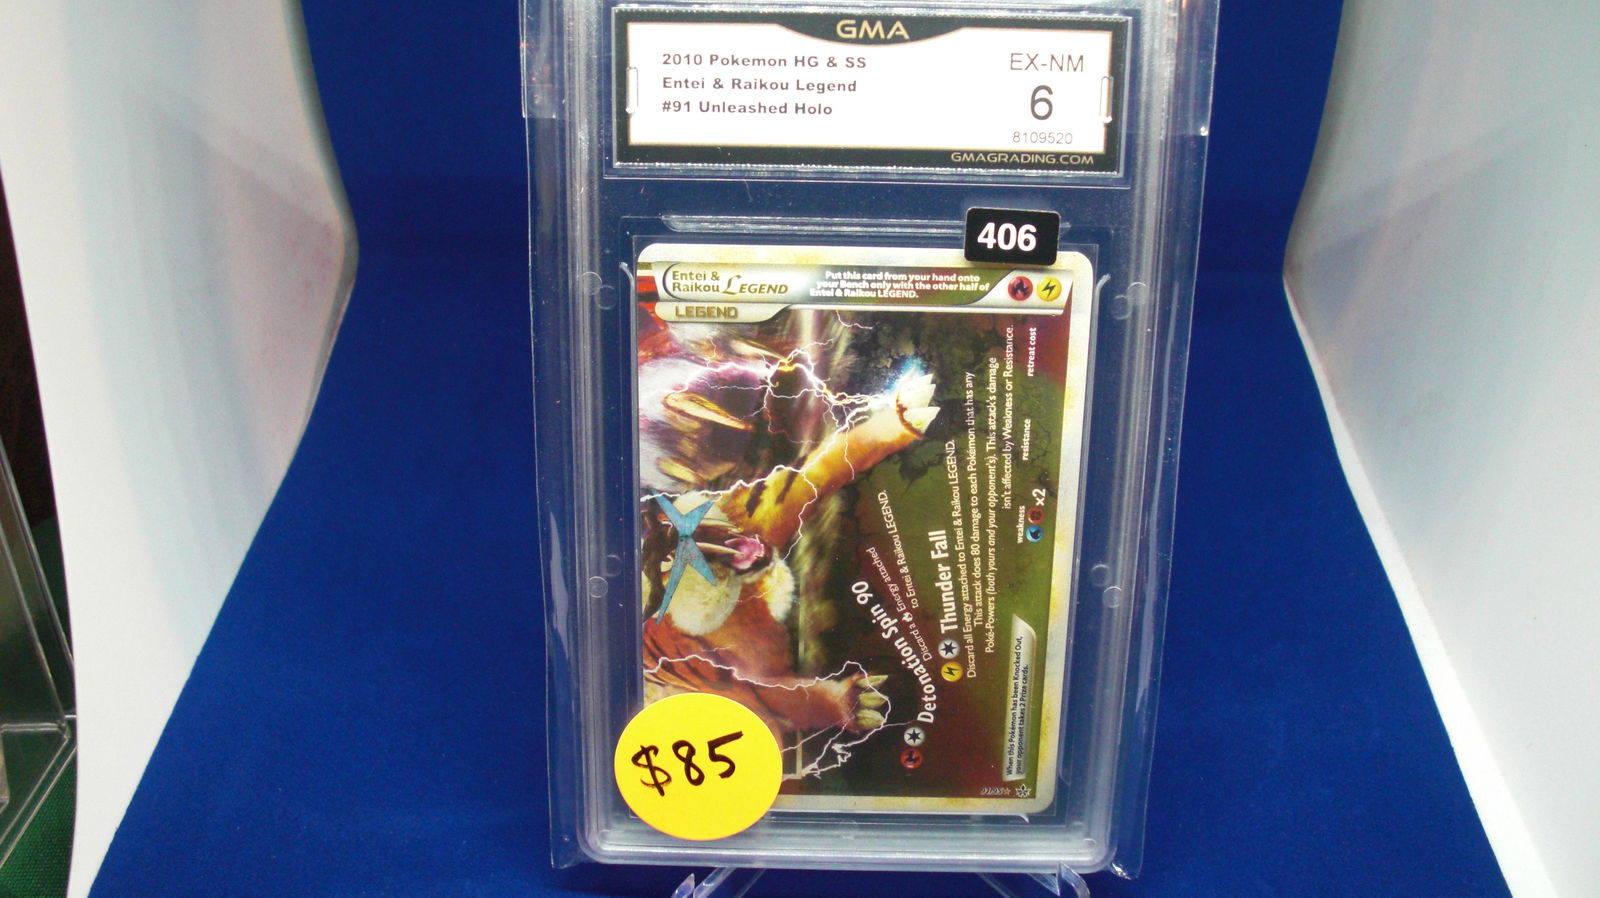 GMA
2010 Pokemon HG & SS
Entei & Raikou Legend
#91 Unleashed Holo
EX-NM
6
8109520
GMAGRADING.COM
406
Entei &
Raikou LEGEND
LEGEND
Put this card from your hand onto
your Bench only with the other half of
Entei & Raikou LEGEND.
Detonation Spin 90
Discard a Energy attached
to Entei & Raikou LEGEND.
Thunder Fall
Discard all Energy attached to Entei & Raikou LEGEND.
This attack does 80 damage to each Pokémon that has any
Poké-Powers (both yours and your opponent's). This attack's damage
isn't affected by Weakness or Resistance.
weakness
x2
resistance
retreat cost
When this Pokémon has been Knocked Out,
your opponent takes 2 Prize cards.
$85